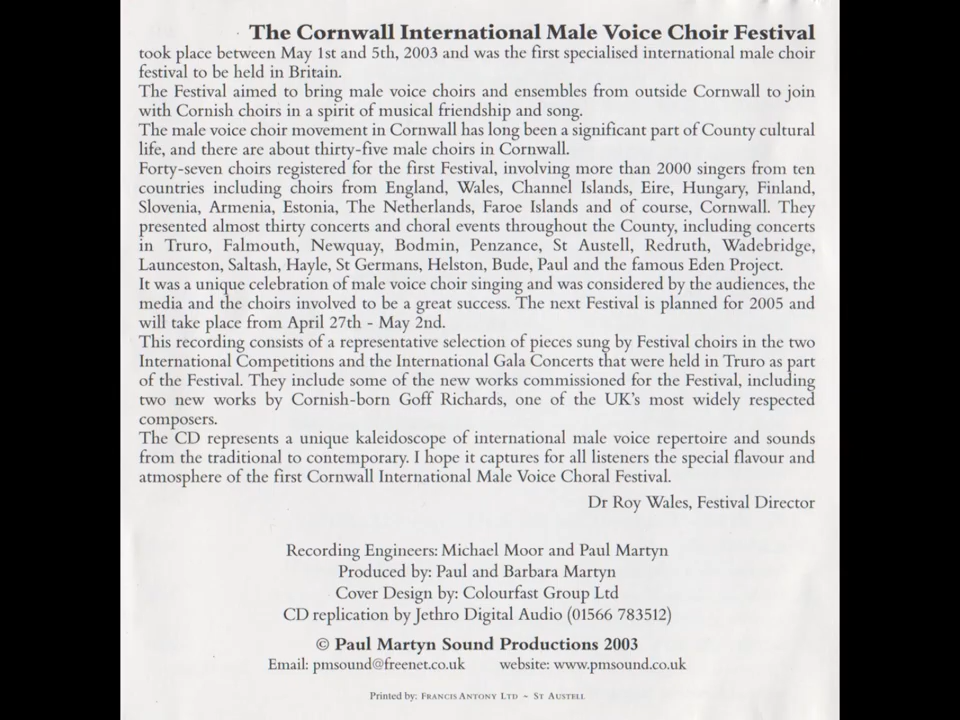 The Cornwall International Male Voice Choir Festival
took place between May 1st and 5th, 2003 and was the first specialised international male choir
festival to be held in Britain.
The Festival aimed to bring male voice choirs and ensembles from outside Cornwall to join
with Cornish choirs in a spirit of musical friendship and song.
The male voice choir movement in Cornwall has long been a significant part of County cultural
life, and there are about thirty-five male choirs in Cornwall.
Forty-seven choirs registered for the first Festival, involving more than 2000 singers from ten
countries including choirs from England, Wales, Channel Islands, Eire, Hungary, Finland,
Slovenia, Armenia, Estonia, The Netherlands, Faroe Islands and of course, Cornwall. They
presented almost thirty concerts and choral events throughout the County, including concerts
in Truro, Falmouth, Newquay, Bodmin, Penzance, St Austell, Redruth, Wadebridge,
Launceston, Saltash, Hayle, St Germans, Helston, Bude, Paul and the famous Eden Project.
It was a unique celebration of male voice choir singing and was considered by the audiences, the
media and the choirs involved to be a great success. The next Festival is planned for 2005 and
will take place from April 27th - May 2nd.
This recording consists of a representative selection of pieces sung by Festival choirs in the two
International Competitions and the International Gala Concerts that were held in Truro as part
of the Festival. They include some of the new works commissioned for the Festival, including
two new works by Cornish-born Goff Richards, one of the UK's most widely respected
composers.
The CD represents a unique kaleidoscope of international male voice repertoire and sounds
from the traditional to contemporary. I hope it captures for all listeners the special flavour and
atmosphere of the first Cornwall International Male Voice Choral Festival.
Dr Roy Wales, Festival Director
Recording Engineers: Michael Moor and Paul Martyn
Produced by: Paul and Barbara Martyn
Cover Design by: Colourfast Group Ltd
CD replication by Jethro Digital Audio (01566 783512)
© Paul Martyn Sound Productions 2003
Email: pmsound@freenet.co.uk website: www.pmsound.co.uk
Printed by: Francis Antony Ltd ~ St Austell